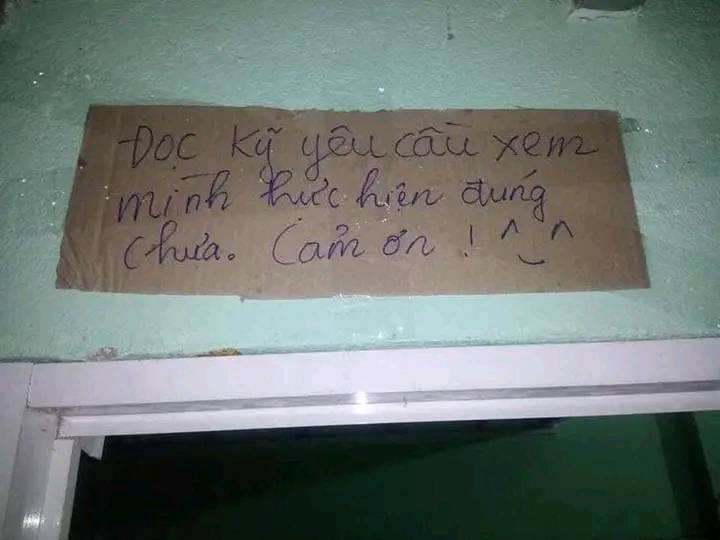 Đọc kỹ yêu cầu xem
mình thực hiện đúng
chưa. Cảm ơn ! ^‿^